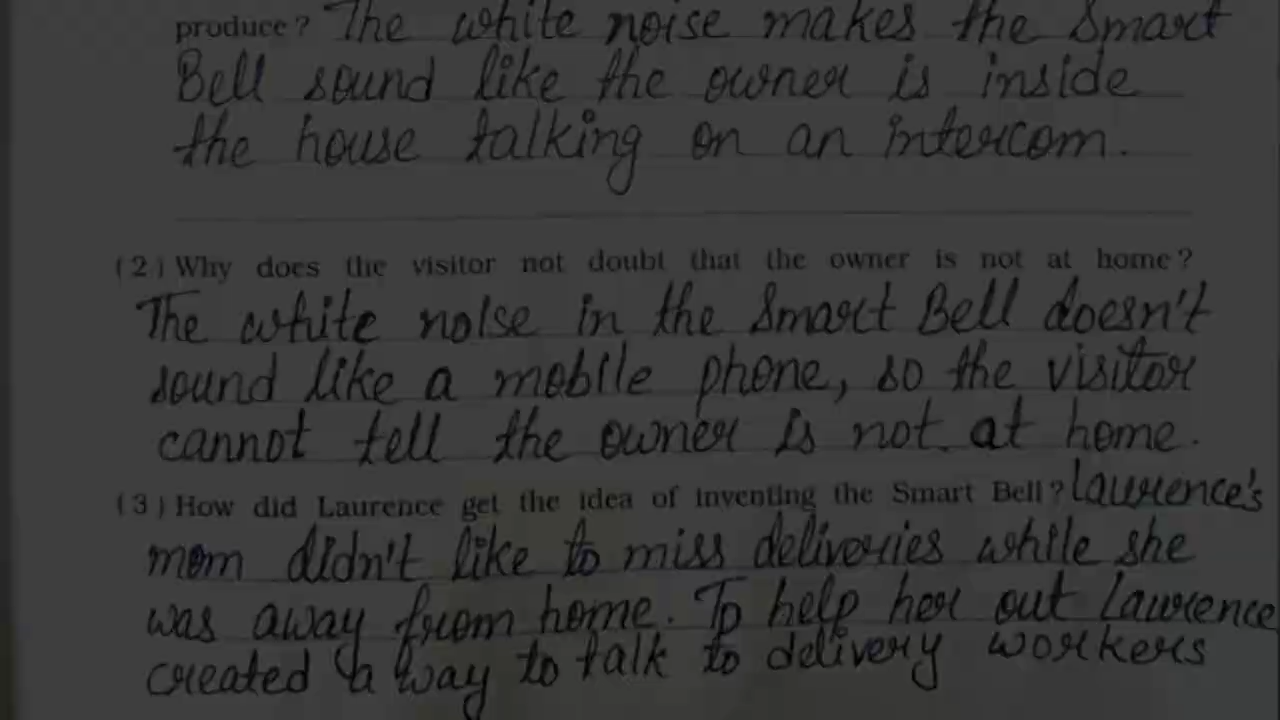 produce? The white noise makes the Smart
Bell sound like the owner is inside
the house talking on an intercom.
(2) Why does the visitor not doubt that the owner is not at home?
The white noise in the Smart Bell doesn't
sound like a mobile phone, so the visitor
cannot tell the owner is not at home.
(3) How did Laurence get the idea of inventing the Smart Bell? Laurence's
mom didn't like to miss deliveries while she
was away from home. To help her out Laurence
created a way to talk to delivery workers